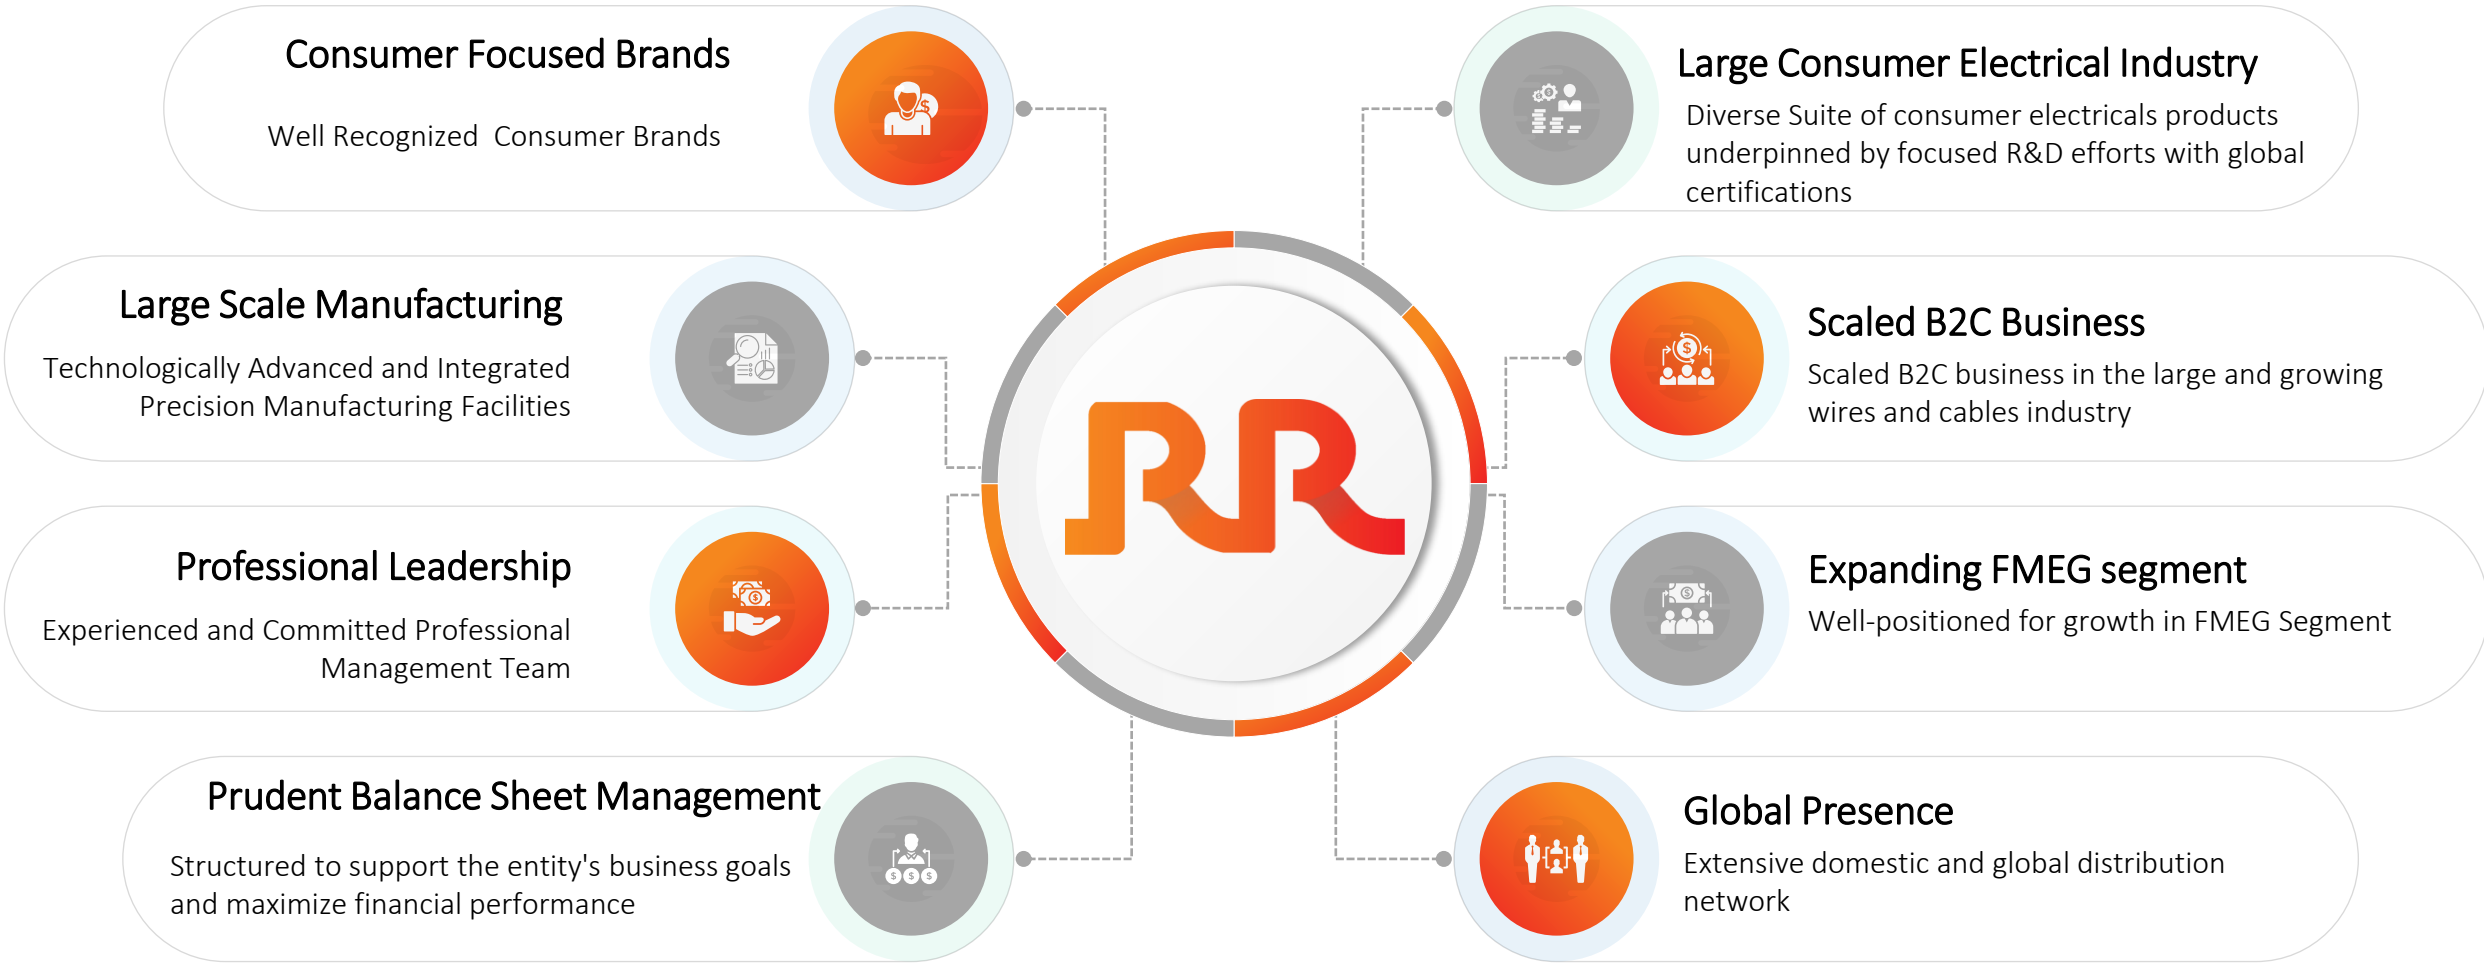 Consumer Focused Brands
Well Recognized  Consumer Brands
Large Scale Manufacturing
Technologically Advanced and Integrated
Precision Manufacturing Facilities
Professional Leadership
Experienced and Committed Professional
Management Team
Prudent Balance Sheet Management
Structured to support the entity's business goals
and maximize financial performance
RR
Large Consumer Electrical Industry
Diverse Suite of consumer electricals products
underpinned by focused R&D efforts with global
certifications
Scaled B2C Business
Scaled B2C business in the large and growing
wires and cables industry
Expanding FMEG segment
Well-positioned for growth in FMEG Segment
Global Presence
Extensive domestic and global distribution
network